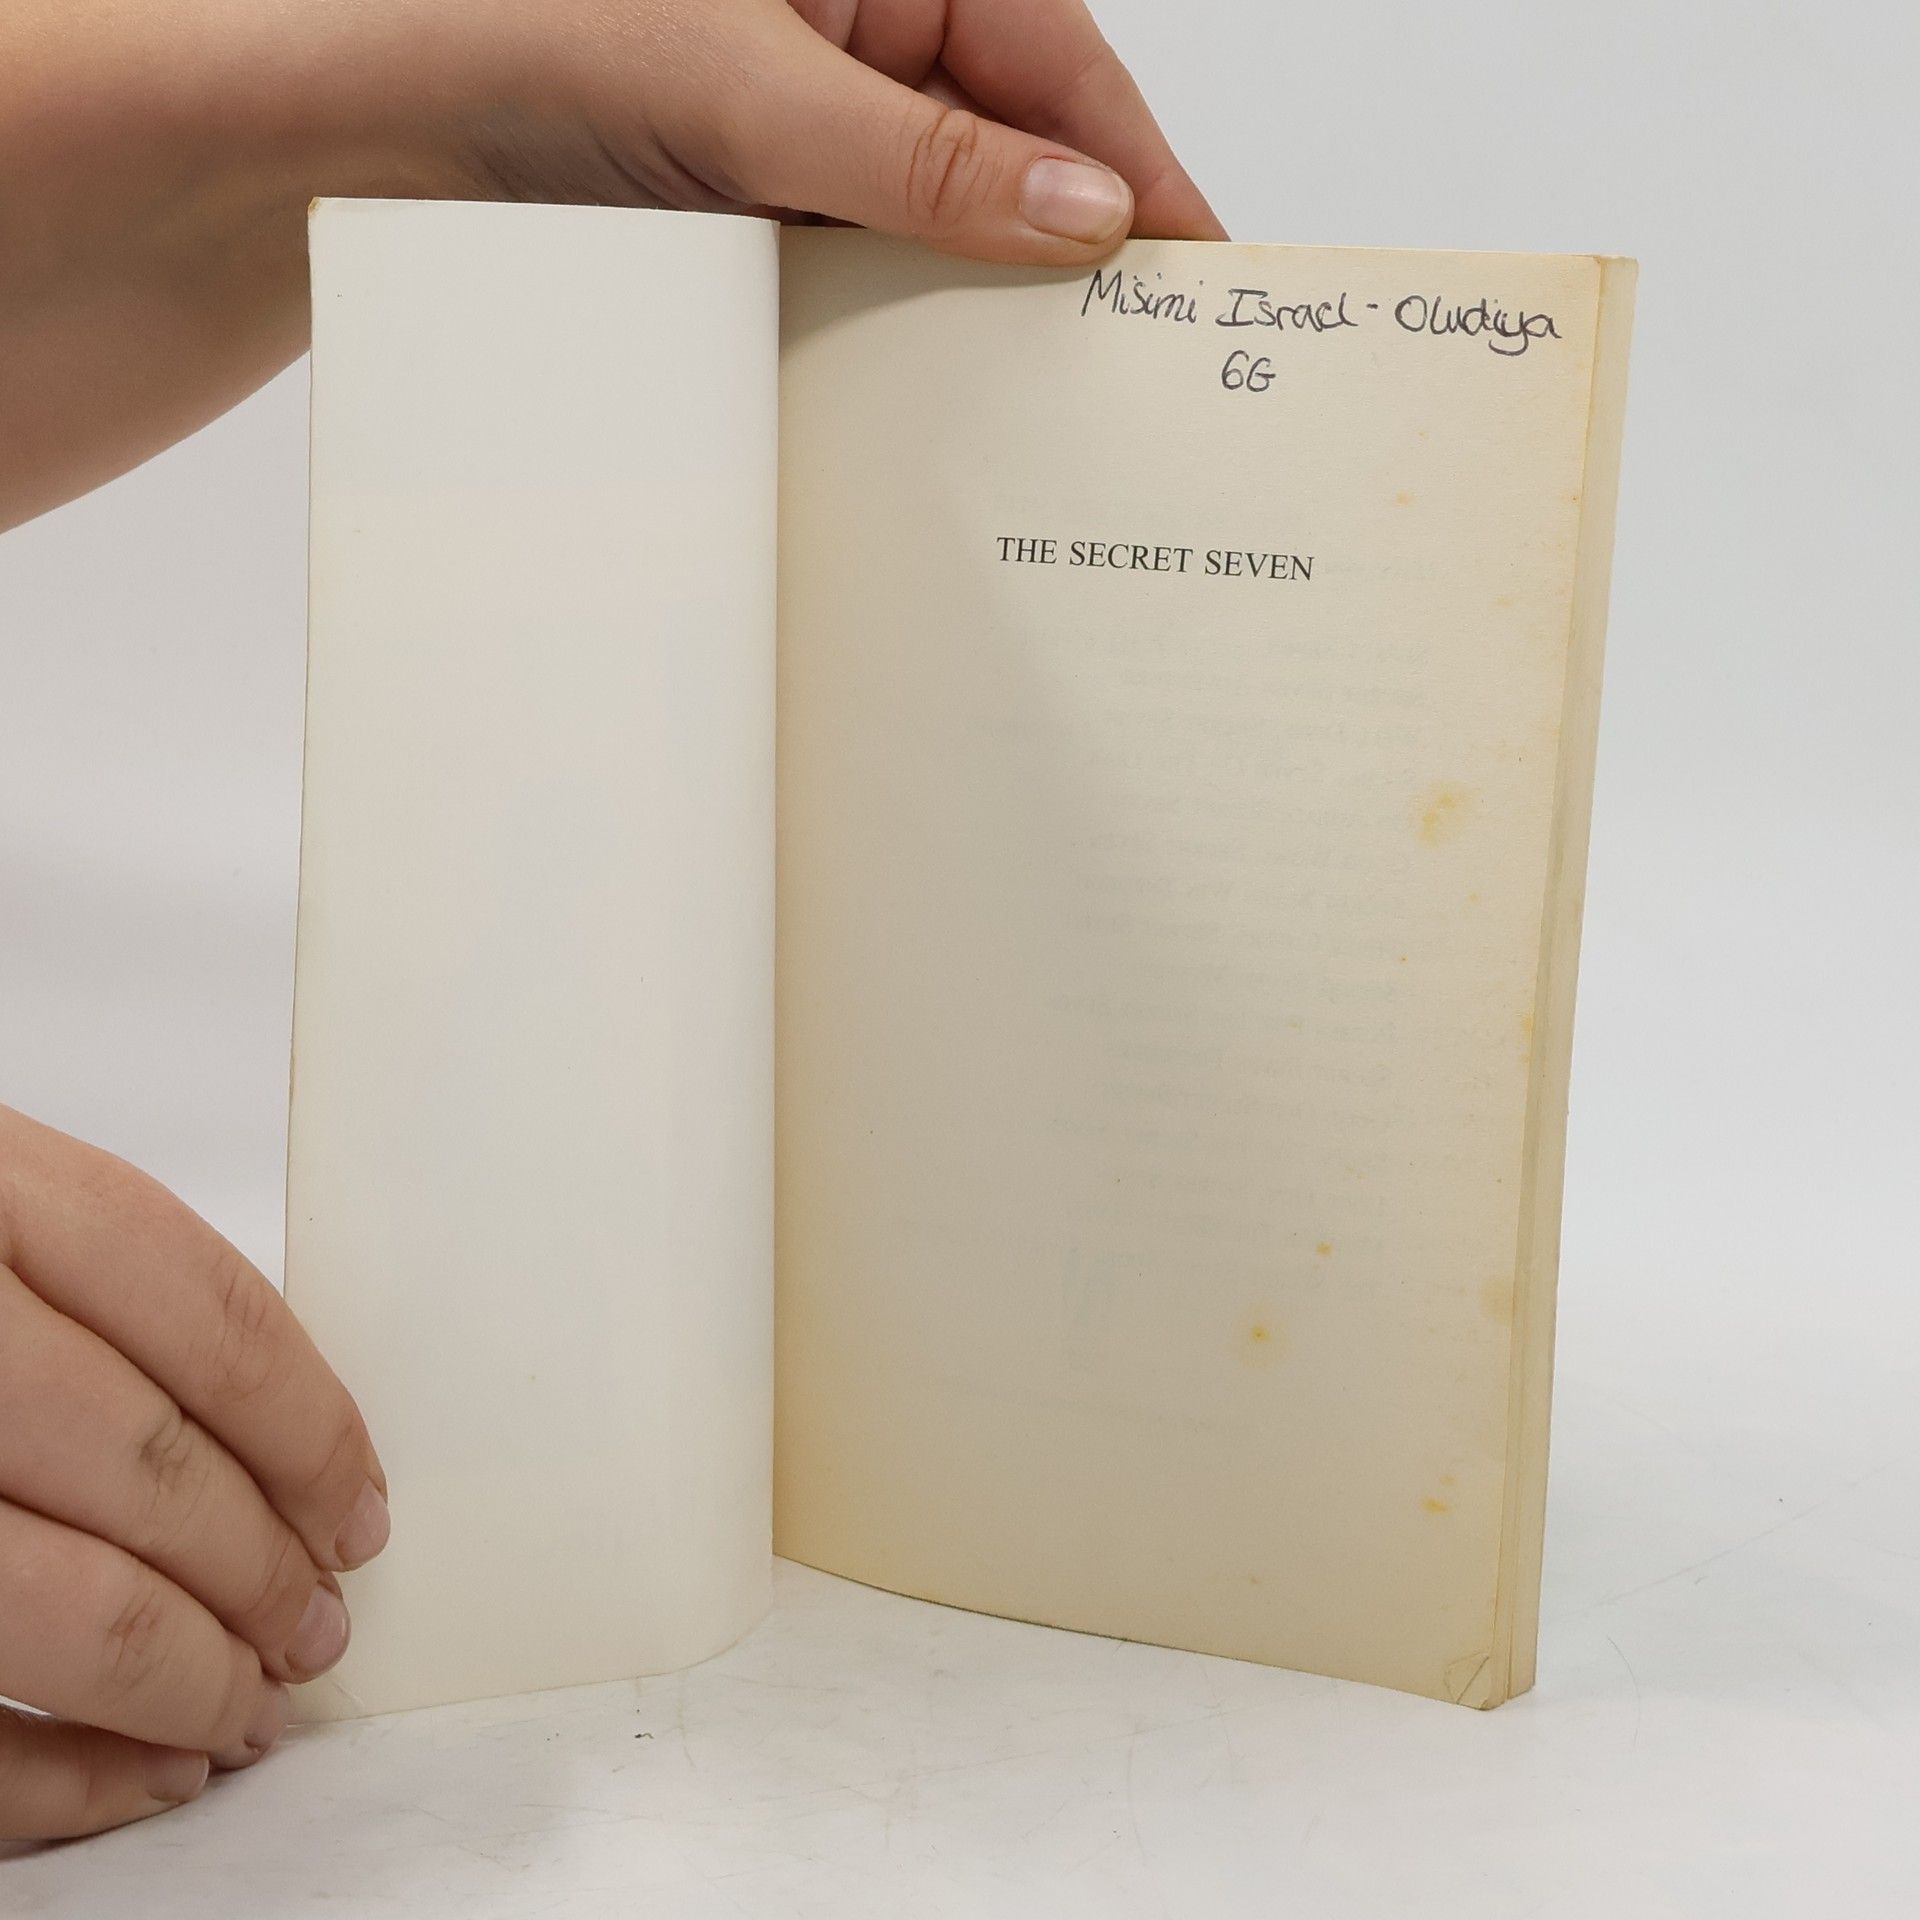 Misimi Israel - Oludiya
6G
THE SECRET SEVEN